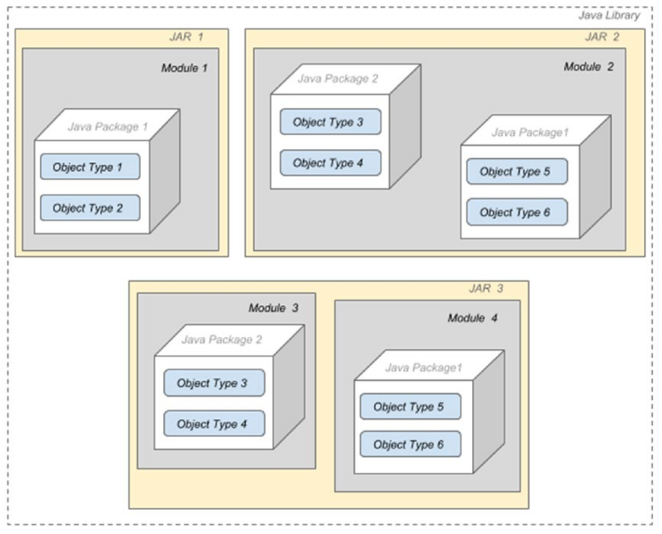 Java Library
JAR 1
Module 1
Java Package 1
Object Type 1
Object Type 2
JAR 2
Module 2
Java Package 2
Object Type 3
Object Type 4
Java Package1
Object Type 5
Object Type 6
JAR 3
Module 3
Java Package 2
Object Type 3
Object Type 4
Module 4
Java Package1
Object Type 5
Object Type 6